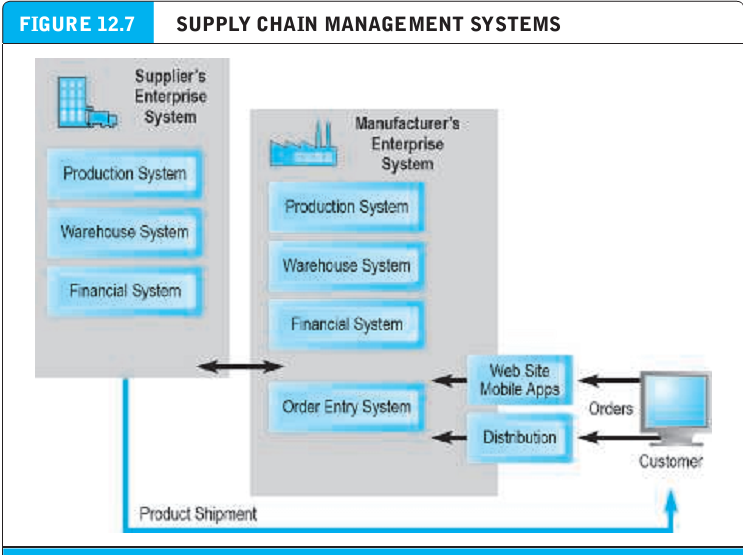 FIGURE 12.7
SUPPLY CHAIN MANAGEMENT SYSTEMS
Supplier's
Enterprise
System
Production System
Warehouse System
Financial System
Manufacturer's
Enterprise
System
Production System
Warehouse System
Financial System
Order Entry System
Web Site
Mobile Apps
Distribution
Orders
Customer
Product Shipment